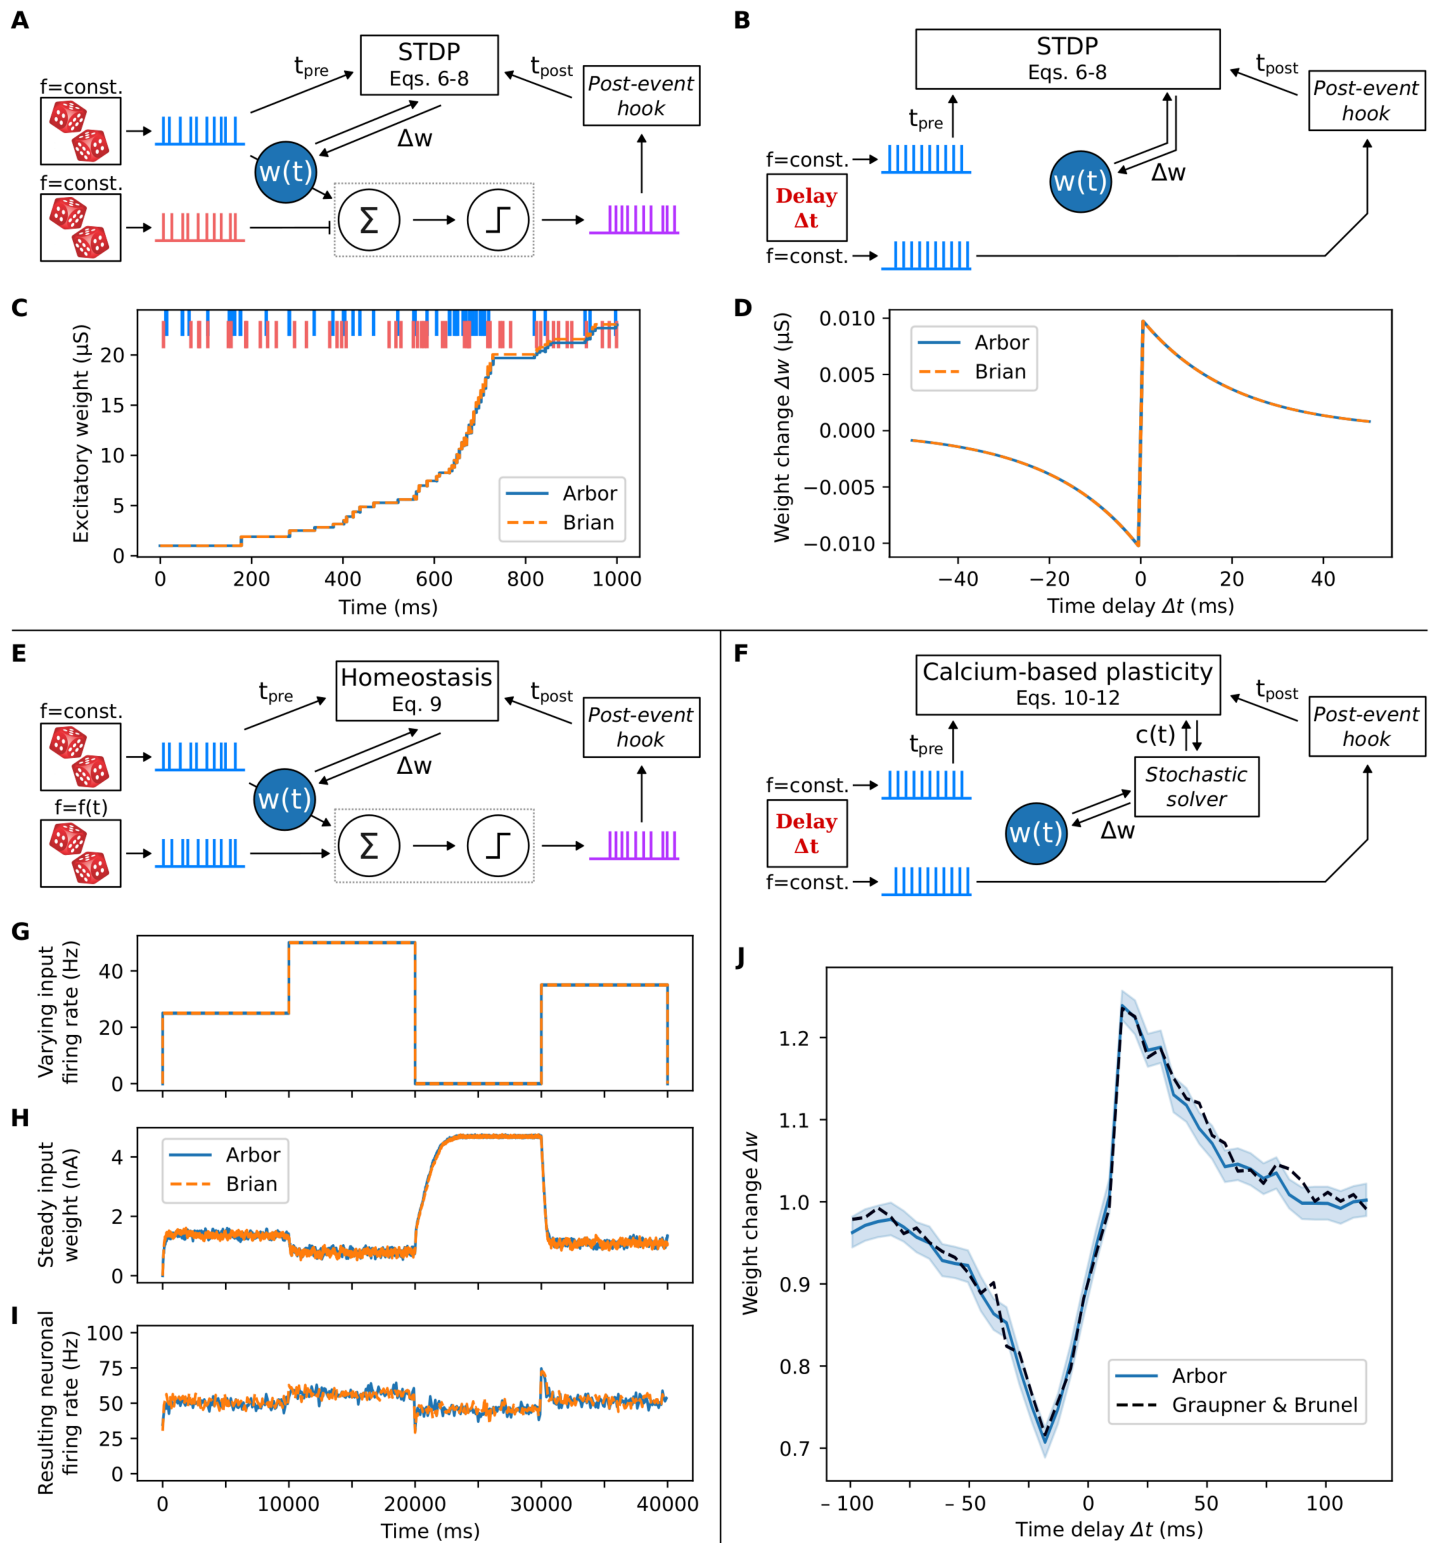 A
STDP
Eqs. 6-8
t_pre
t_post
Post-event
hook
f=const.
w(t)
Δw
f=const.
Σ
B
STDP
Eqs. 6-8
t_post
Post-event
hook
t_pre
f=const.
Delay
Δt
w(t)
Δw
f=const.
C
Excitatory weight (μS)
20
15
10
5
0
Arbor
Brian
0 200 400 600 800 1000
Time (ms)
D
Weight change Δw (μS)
0.010
0.005
0.000
−0.005
−0.010
Arbor
Brian
−40 −20 0 20 40
Time delay Δt (ms)
E
Homeostasis
Eq. 9
t_pre
t_post
Post-event
hook
f=const.
Δw
w(t)
f=f(t)
Σ
F
Calcium-based plasticity
Eqs. 10-12
t_post
Post-event
hook
t_pre
c(t)
Stochastic
solver
f=const.
Delay
Δt
w(t)
Δw
f=const.
G
Varying input
firing rate (Hz)
40
20
0
H
Steady input
weight (nA)
4
2
0
Arbor
Brian
I
Resulting neuronal
firing rate (Hz)
100
75
50
25
0
0 10000 20000 30000 40000
Time (ms)
J
Weight change Δw
1.2
1.1
1.0
0.9
0.8
0.7
Arbor
Graupner & Brunel
– 100 – 50 0 50 100
Time delay Δt (ms)